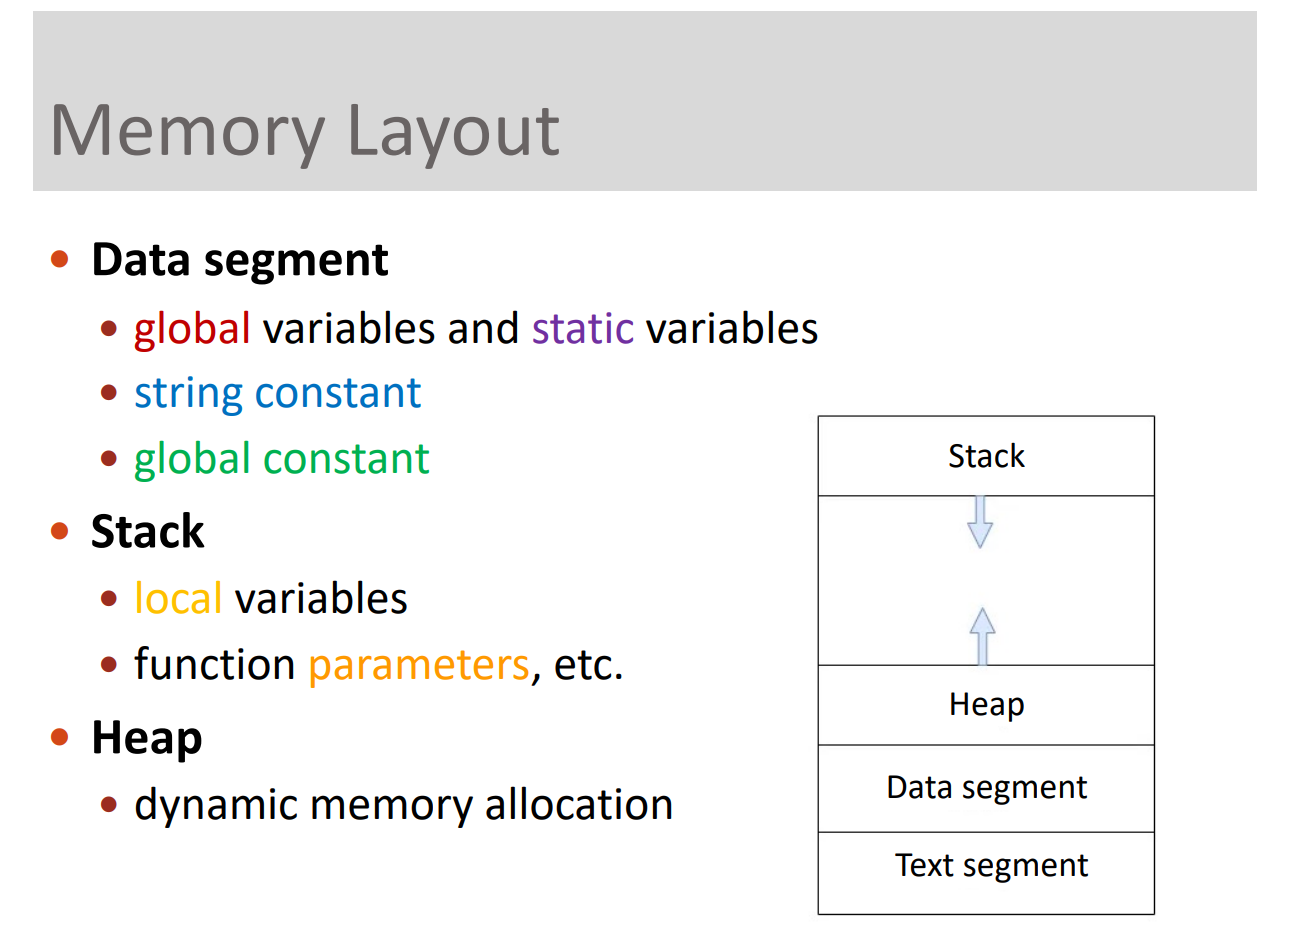 Memory Layout
Data segment
global variables and static variables
string constant
global constant
Stack
local variables
function parameters, etc.
Heap
dynamic memory allocation
Stack
Heap
Data segment
Text segment